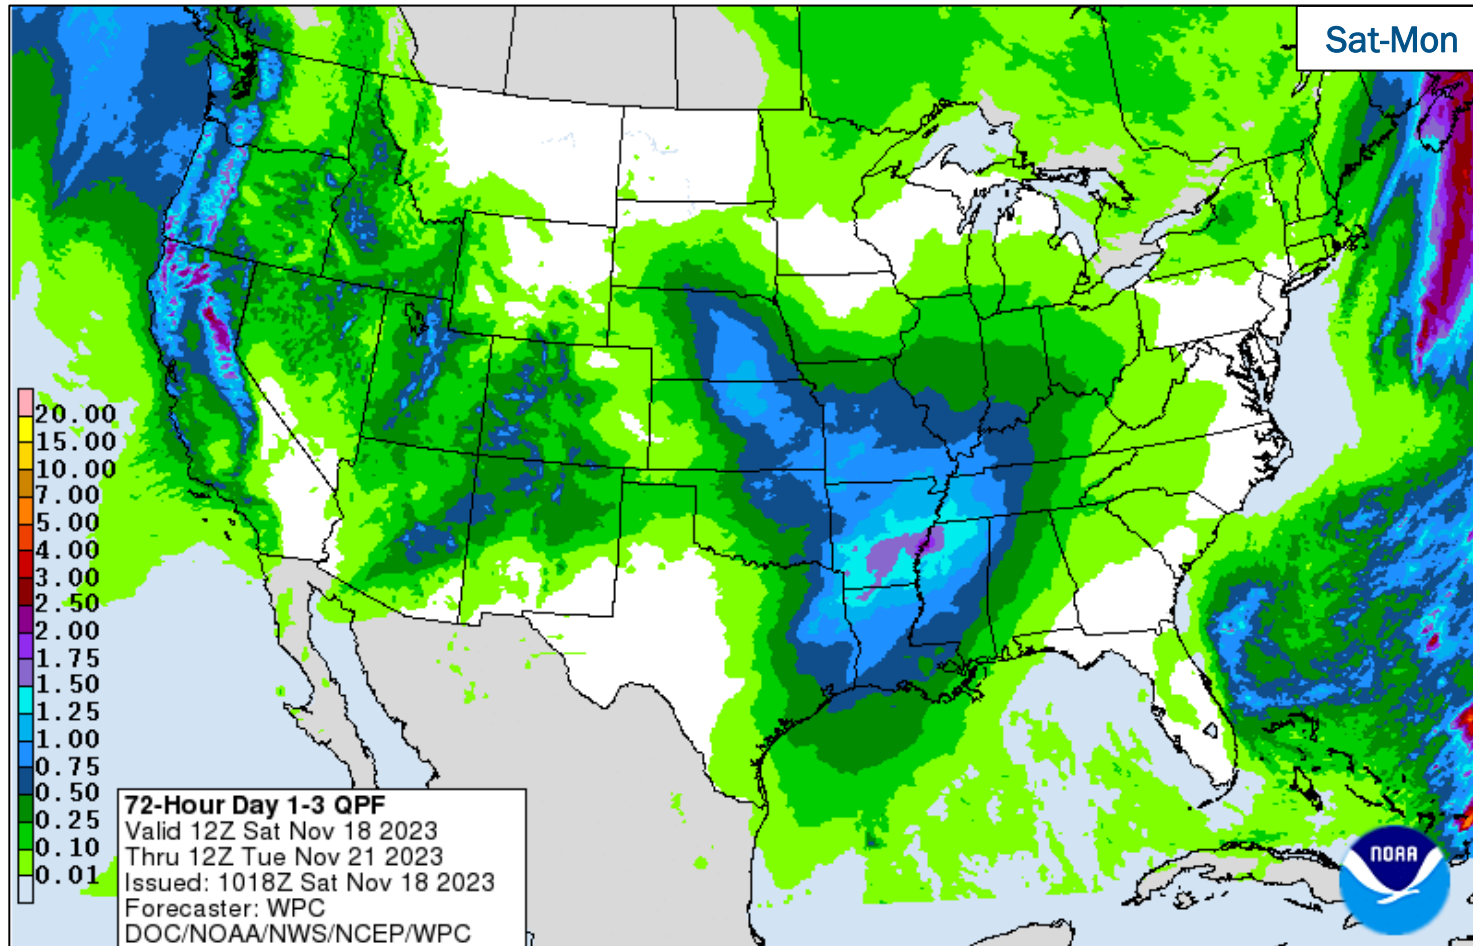 Sat-Mon
20.00
15.00
10.00
7.00
5.00
4.00
3.00
2.50
2.00
1.75
1.50
1.25
1.00
0.75
0.50
0.25
0.10
0.01
72-Hour Day 1-3 QPF
Valid 12Z Sat Nov 18 2023
Thru 12Z Tue Nov 21 2023
Issued: 1018Z Sat Nov 18 2023
Forecaster: WPC
DOC/NOAA/NWS/NCEP/WPC
NOAA